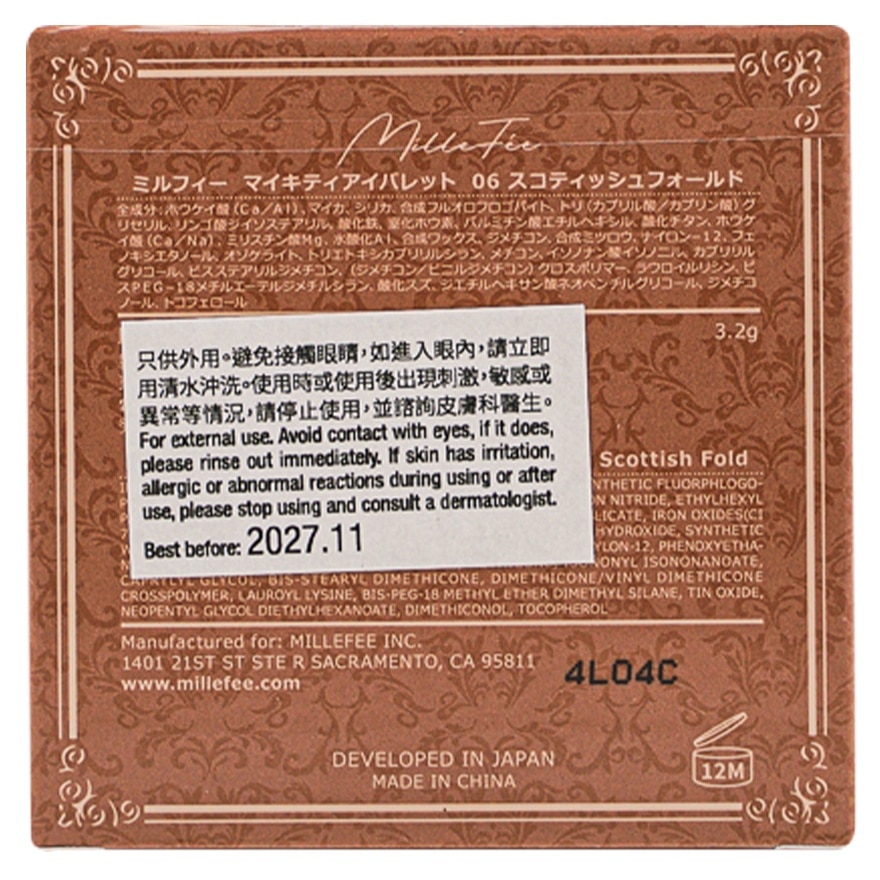 MilleFée
ミルフィー マイキティアイパレット 06 スコティッシュフォールド
全成分:ホウケイ酸(Ca/Al)、マイカ、シリカ、合成フルオロフロゴパイト、トリ(カプリル酸/カプリン酸)グ
リセリル、リンゴ酸ジイソステアリル、酸化鉄、窒化ホウ素、パルミチン酸エチルヘキシル、酸化チタン、ホウケ
イ酸(Ca/Na)、ミリスチン酸Mg、水酸化Al、合成ワックス、ジメチコン、合成ミツロウ、ナイロン-12、フェ
ノキシエタノール、オゾケライト、トリエトキシカプリリルシラン、メチコン、イソノナン酸イソノニル、カプリリル
グリコール、ビスステアリルジメチコン、(ジメチコン/ビニルジメチコン)クロスポリマー、ラウロイルリシン、ビ
スPEG-18メチルエーテルジメチルシラン、酸化スズ、ジエチルヘキサン酸ネオペンチルグリコール、ジメチコ
ノール、トコフェロール
3.2g
只供外用。避免接觸眼睛,如進入眼內,請立即
用清水沖洗。使用時或使用後出現刺激,敏感或
異常等情況,請停止使用,並諮詢皮膚科醫生。
For external use. Avoid contact with eyes, if it does,
please rinse out immediately. If skin has irritation,
allergic or abnormal reactions during using or after
use, please stop using and consult a dermatologist.
Best before: 2027.11
Scottish Fold
NTHETIC FLUORPHLOGO-
ON NITRIDE, ETHYLHEXYL
LICATE, IRON OXIDES(CI
HYDROXIDE, SYNTHETIC
YLON-12, PHENOXYETHA-
ONYL ISONONANOATE,
CAPRYLYL GLYCOL, BIS-STEARYL DIMETHICONE, DIMETHICONE/VINYL DIMETHICONE
CROSSPOLYMER, LAUROYL LYSINE, BIS-PEG-18 METHYL ETHER DIMETHYL SILANE, TIN OXIDE,
NEOPENTYL GLYCOL DIETHYLHEXANOATE, DIMETHICONOL, TOCOPHEROL
Manufactured for: MILLEFEE INC.
1401 21ST ST STE R SACRAMENTO, CA 95811
www.millefee.com
4L04C
DEVELOPED IN JAPAN
MADE IN CHINA
12M